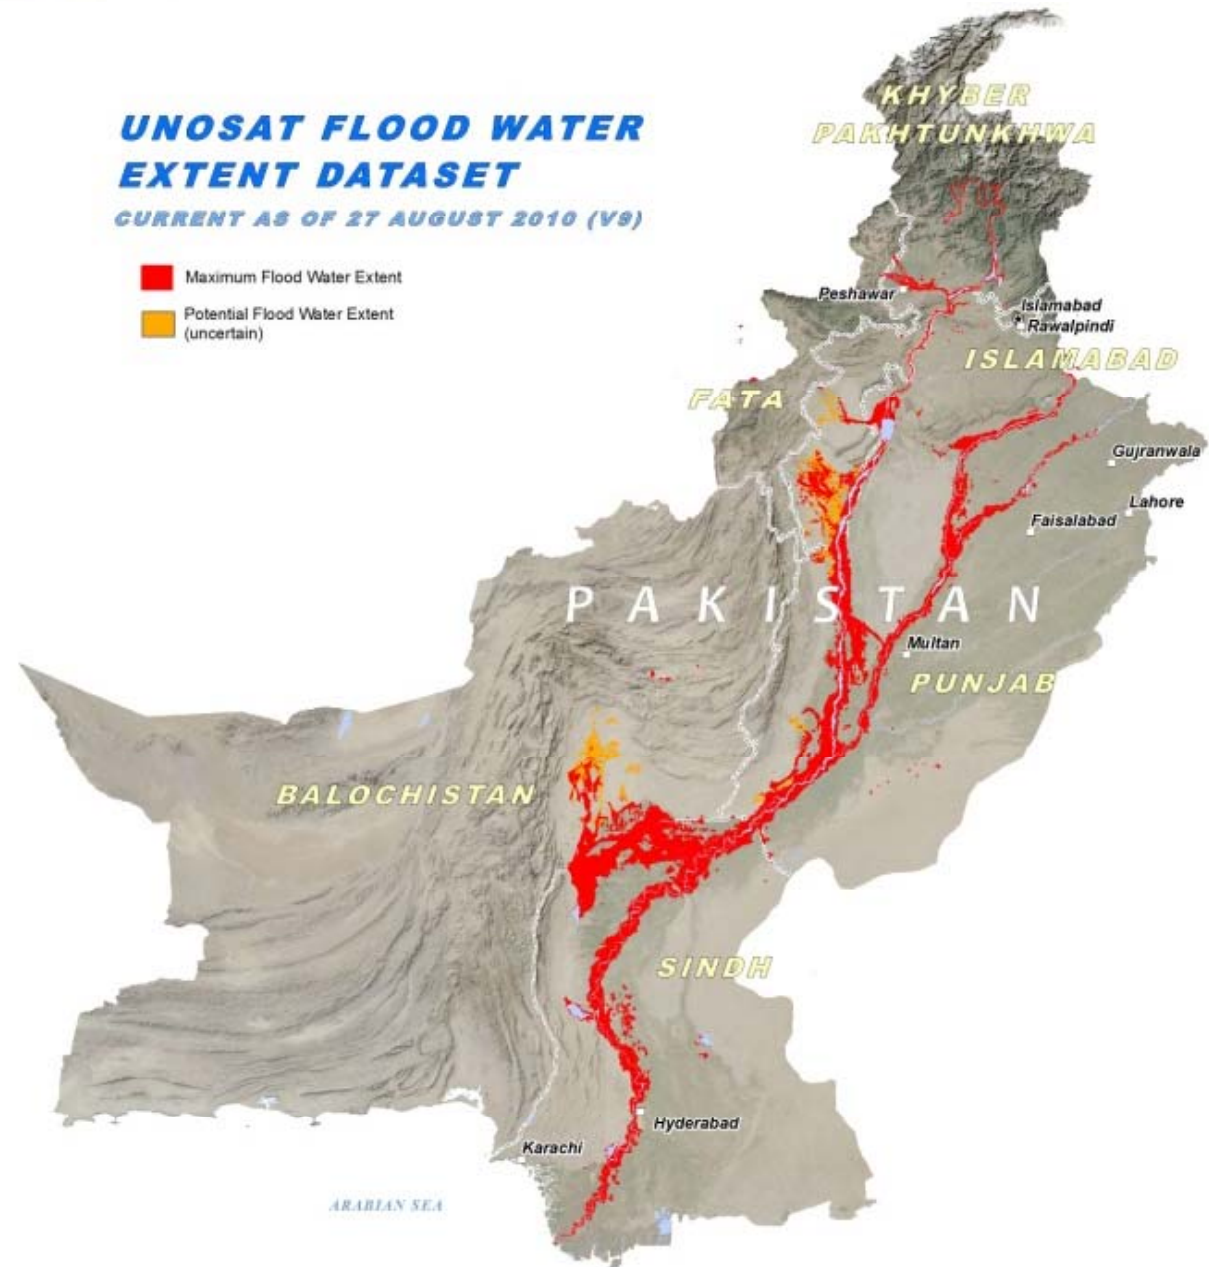 UNOSAT FLOOD WATER
EXTENT DATASET
CURRENT AS OF 27 AUGUST 2010 (V9)
Maximum Flood Water Extent
Potential Flood Water Extent
(uncertain)
KHYBER
PAKHTUNKHWA
Peshawar
Islamabad
Rawalpindi
ISLAMABAD
FATA
Gujranwala
Lahore
Faisalabad
PAKISTAN
Multan
PUNJAB
BALOCHISTAN
SINDH
Hyderabad
Karachi
ARABIAN SEA